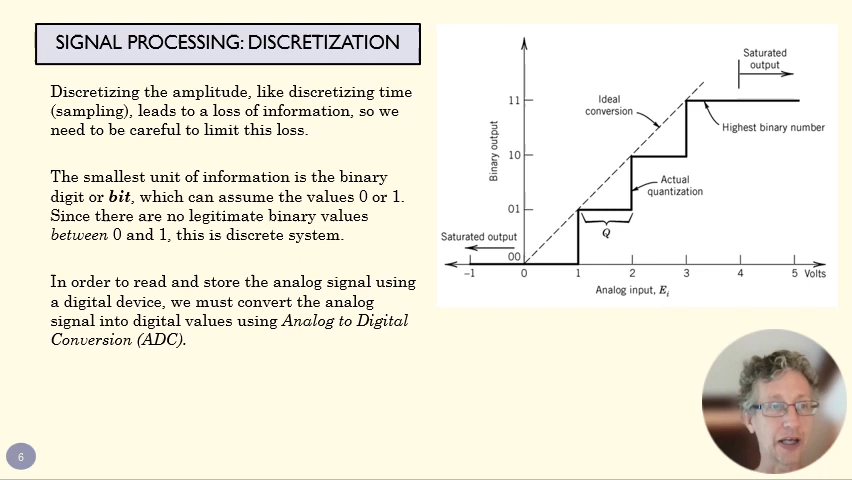 SIGNAL PROCESSING: DISCRETIZATION
Discretizing the amplitude, like discretizing time
(sampling), leads to a loss of information, so we
need to be careful to limit this loss.
The smallest unit of information is the binary
digit or bit, which can assume the values 0 or 1.
Since there are no legitimate binary values
between 0 and 1, this is discrete system.
In order to read and store the analog signal using
a digital device, we must convert the analog
signal into digital values using Analog to Digital
Conversion (ADC).
Saturated
output
Ideal
conversion
11
Highest binary number
Binary output
10
Actual
quantization
01
Q
Saturated output
00
-1 0 1 2 3 4 5 Volts
Analog input, Ei
6